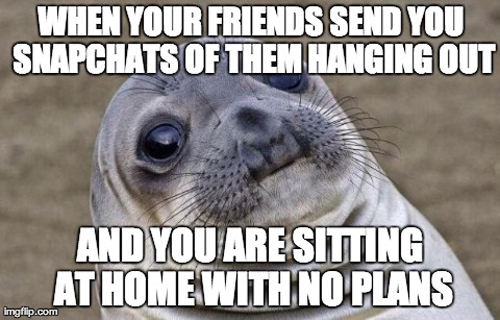 WHEN YOUR FRIENDS SEND YOU
SNAPCHATS OF THEM HANGING OUT
AND YOU ARE SITTING
AT HOME WITH NO PLANS
imgflip.com